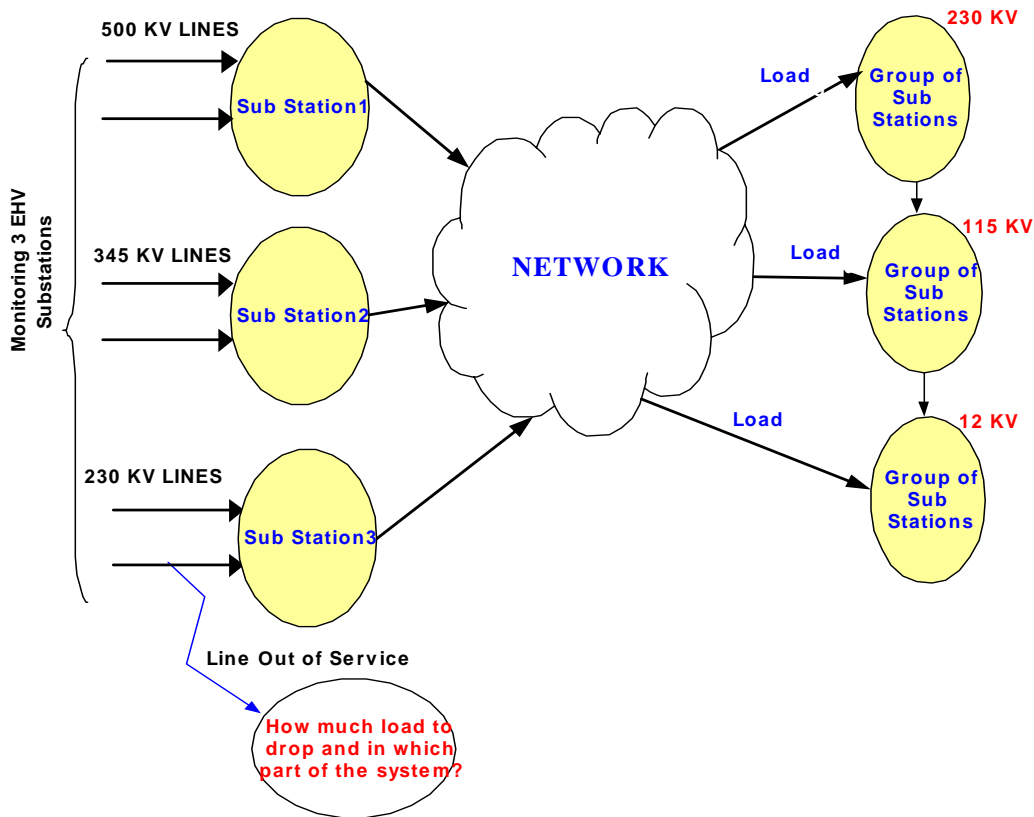 500 KV LINES
Sub Station1
345 KV LINES
Sub Station2
230 KV LINES
Sub Station3
Monitoring 3 EHV
Substations
NETWORK
Load
Load
Load
230 KV
Group of
Sub
Stations
115 KV
Group of
Sub
Stations
12 KV
Group of
Sub
Stations
Line Out of Service
How much load to
drop and in which
part of the system?